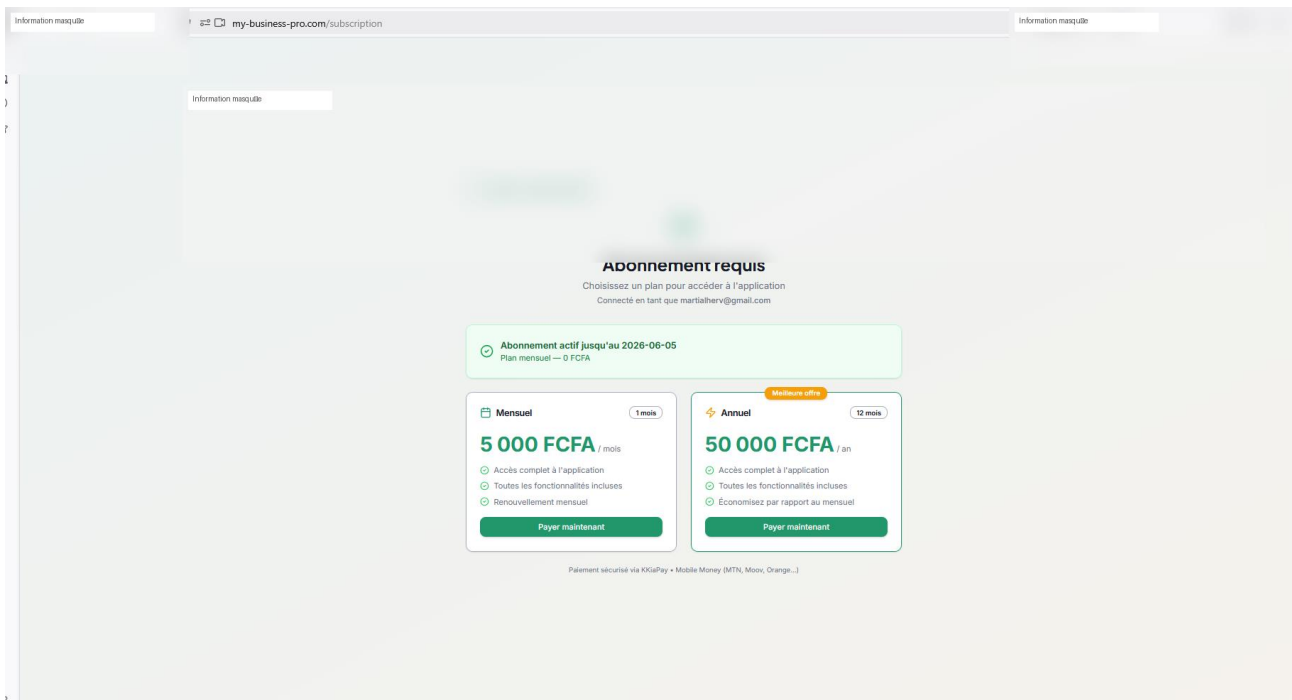 Information masquille
my-business-pro.com/subscription
Information masquille
Information masquille
Abonnement requis
Choisissez un plan pour accéder à l'application
Connecté en tant que martialherv@gmail.com
Abonnement actif jusqu'au 2026-06-05
Plan mensuel — 0 FCFA
Meilleure offre
Mensuel
1 mois
5 000 FCFA / mois
Accès complet à l'application
Toutes les fonctionnalités incluses
Renouvellement mensuel
Payer maintenant
Annuel
12 mois
50 000 FCFA / an
Accès complet à l'application
Toutes les fonctionnalités incluses
Économisez par rapport au mensuel
Payer maintenant
Paiement sécurisé via KKiaPay • Mobile Money (MTN, Moov, Orange...)